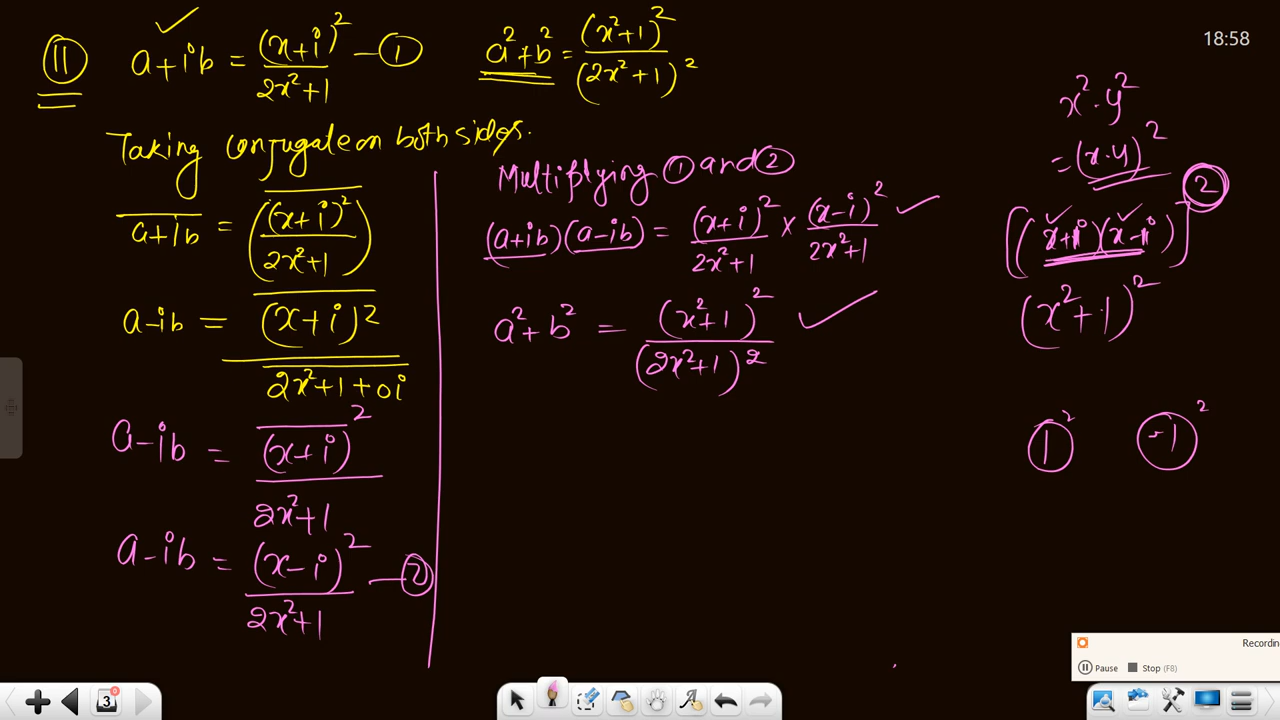 11 a+ib = (x+i)²/2x²+1 — ① a²+b² = (x²+1)²/(2x²+1)²
18:58
Taking Conjugate on both sides.
a+ib‾ = ((x+i)²/2x²+1)‾
a-ib = (x+i)²‾/2x²+1+0i‾
a-ib = (x+i)‾²/2x²+1
a-ib = (x-i)²/2x²+1 — ②
Multiplying ① and ②
(a+ib)(a-ib) = (x+i)²/2x²+1 × (x-i)²/2x²+1
a²+b² = (x²+1)²/(2x²+1)²
x²·y²
= (x·y)²
[(x+i)(x-i)]²
(x²+1)²
1² -1²
Recordin
Pause Stop (F8)
3 0